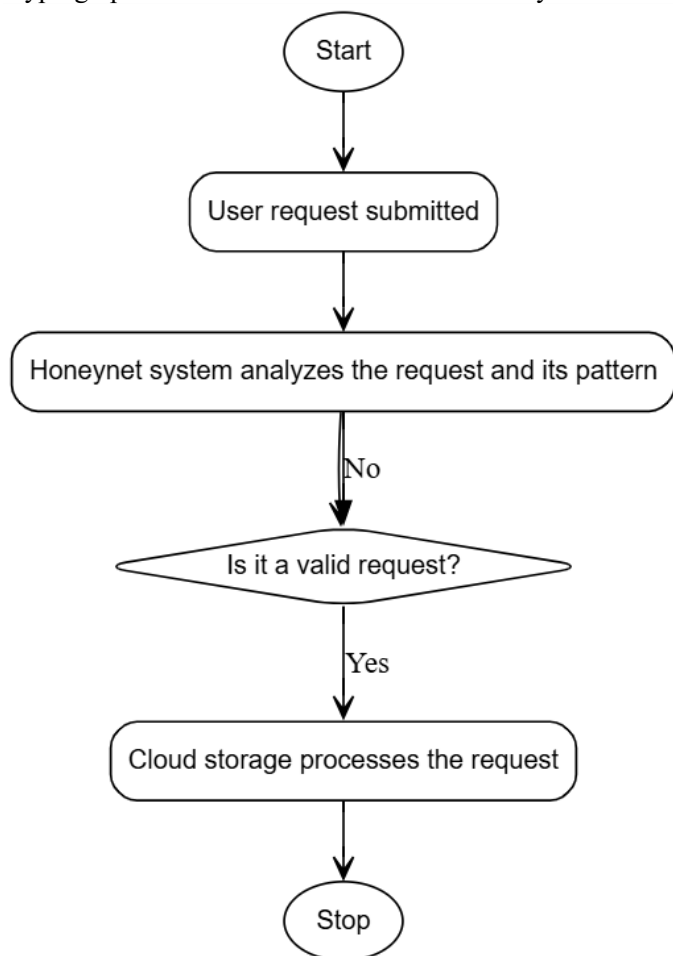 Start
User request submitted
Honeynet system analyzes the request and its pattern
No
Is it a valid request?
Yes
Cloud storage processes the request
Stop